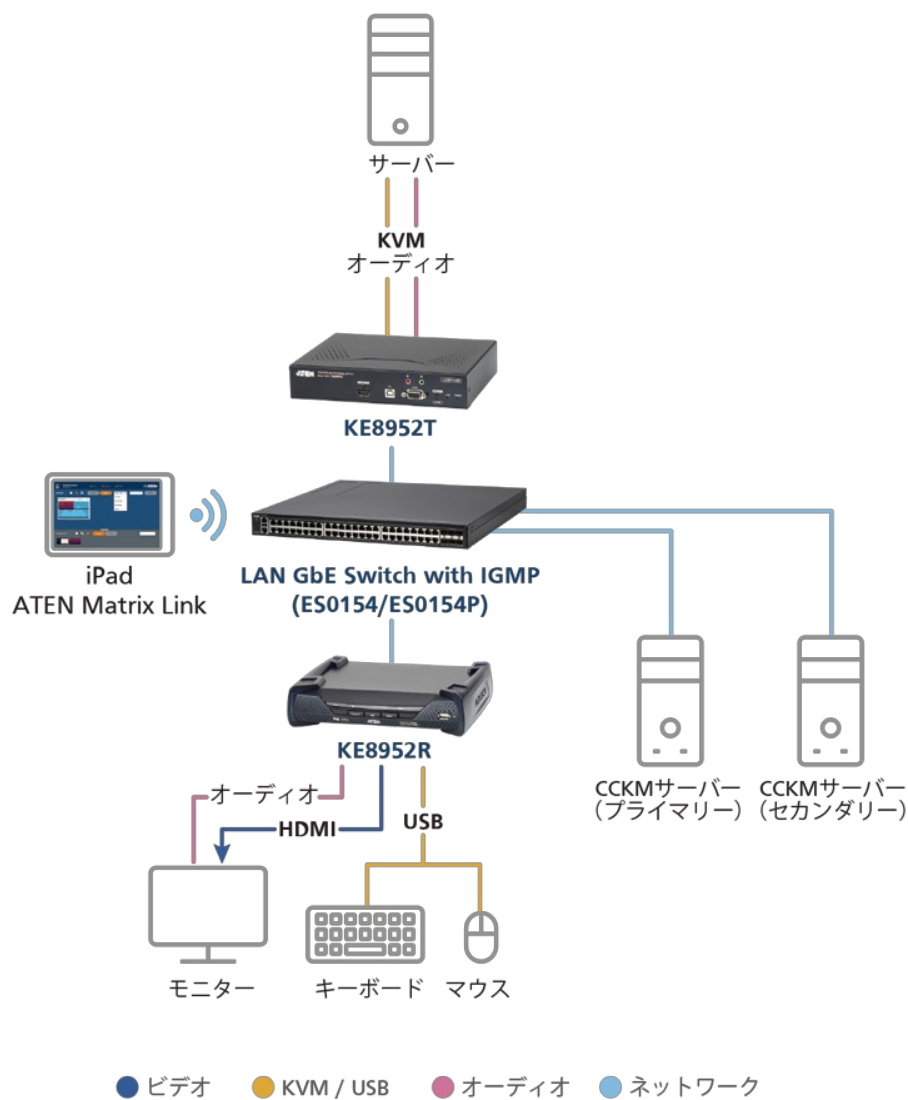 サーバー
KVM
オーディオ
ATEN
KE8952T
iPad
ATEN Matrix Link
LAN GbE Switch with IGMP
(ES0154/ES0154P)
ATEN
KE8952R
CCKMサーバー
（プライマリー）
CCKMサーバー
（セカンダリー）
オーディオ
HDMI
USB
モニター
キーボード
マウス
ビデオ
KVM / USB
オーディオ
ネットワーク